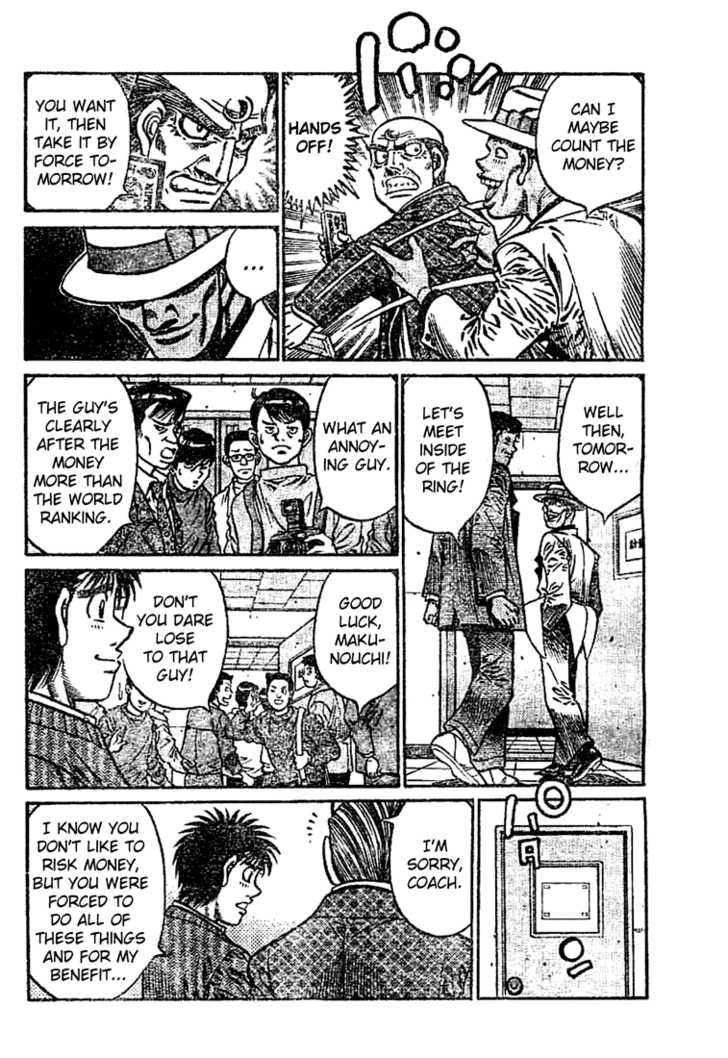 CAN I
MAYBE
COUNT THE
MONEY?
HANDS
OFF!
YOU WANT
IT, THEN
TAKE IT BY
FORCE TO-
MORROW!
...
WELL
THEN,
TOMOR-
ROW...
LET'S
MEET
INSIDE
OF THE
RING!
WHAT AN
ANNOY-
ING GUY.
THE GUY'S
CLEARLY
AFTER THE
MONEY
MORE THAN
THE WORLD
RANKING.
GOOD
LUCK,
MAKU-
NOUCHI!
DON'T
YOU DARE
LOSE
TO THAT
GUY!
I'M
SORRY,
COACH.
I KNOW YOU
DON'T LIKE TO
RISK MONEY,
BUT YOU WERE
FORCED TO
DO ALL OF
THESE THINGS
AND FOR MY
BENEFIT...